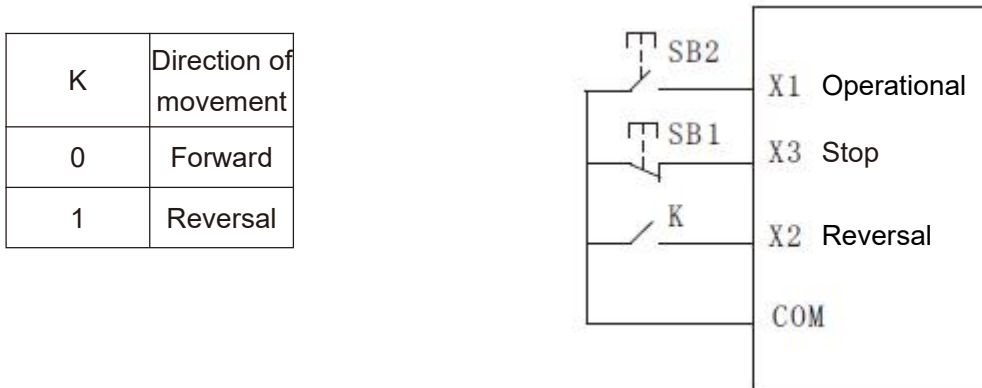 K
Direction of
movement
0
Forward
1
Reversal
SB2
X1 Operational
SB1
X3 Stop
K
X2 Reversal
COM